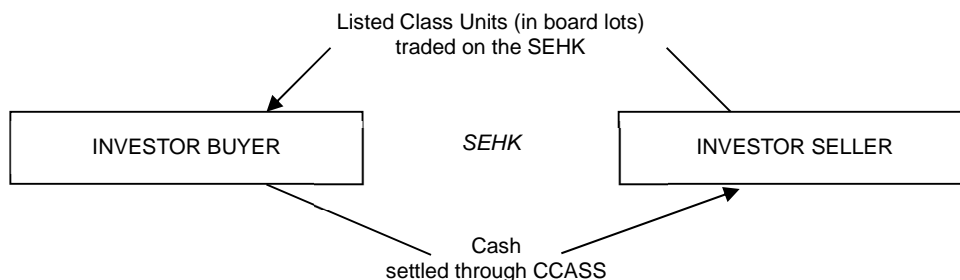 Listed Class Units (in board lots)
traded on the SEHK
INVESTOR BUYER
SEHK
INVESTOR SELLER
Cash
settled through CCASS